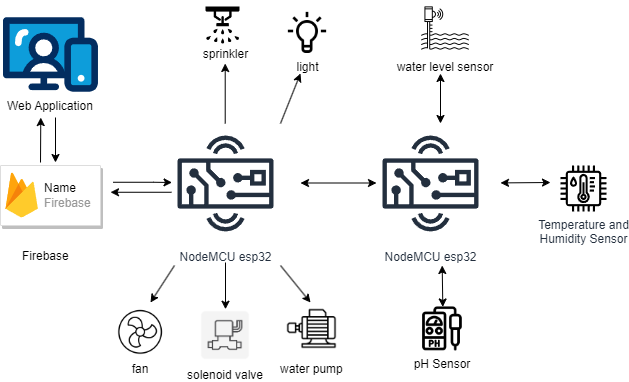 sprinkler
light
water level sensor
Web Application
Name
Firebase
Temperature and
Humidity Sensor
Firebase
NodeMCU esp32
NodeMCU esp32
PH
fan
solenoid valve
water pump
pH Sensor